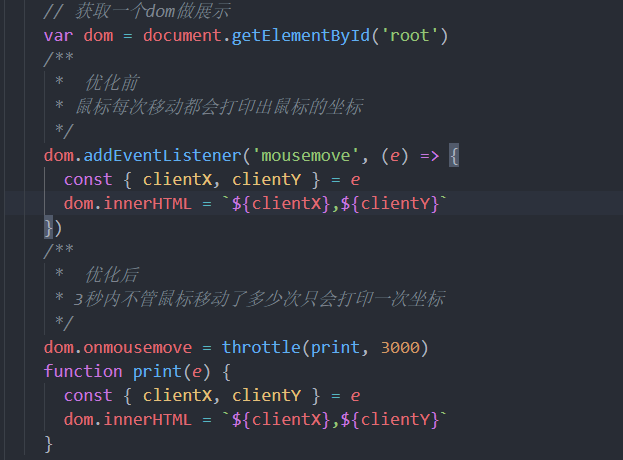 // 获取一个dom做展示
var dom = document.getElementById('root')
/**
 *  优化前
 * 鼠标每次移动都会打印出鼠标的坐标
 */
dom.addEventListener('mousemove', (e) => {
  const { clientX, clientY } = e
  dom.innerHTML = `${clientX},${clientY}`
})
/**
 *  优化后
 * 3秒内不管鼠标移动了多少次只会打印一次坐标
 */
dom.onmousemove = throttle(print, 3000)
function print(e) {
  const { clientX, clientY } = e
  dom.innerHTML = `${clientX},${clientY}`
}